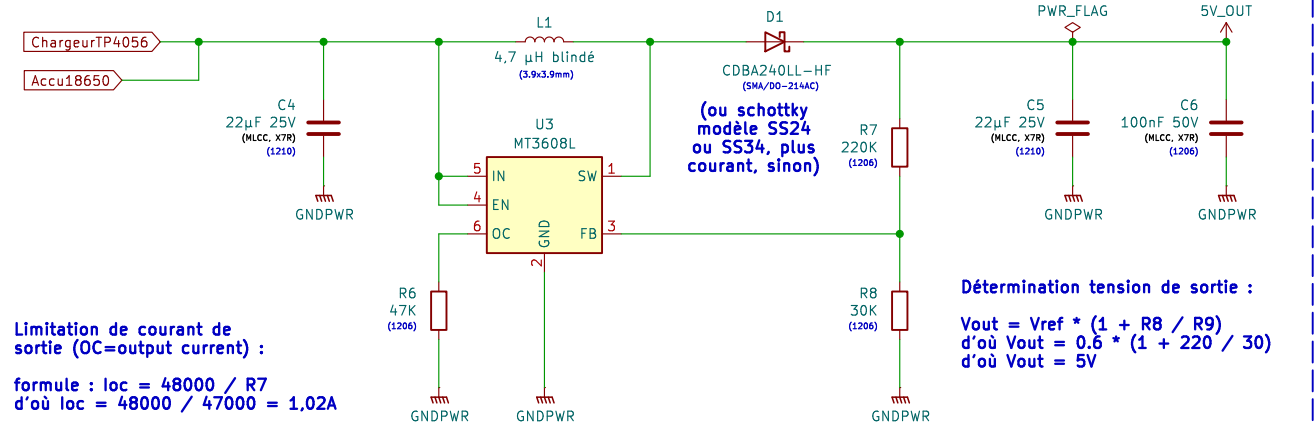 ChargeurTP4056
Accu18650
C4
22µF 25V
(MLCC, X7R)
(1210)
GNDPWR
L1
4,7 µH blindé
(3.9x3.9mm)
U3
MT3608L
5
IN
SW
1
4
EN
6
OC
GND
FB
3
2
D1
CDBA240LL-HF
(SMA/DO-214AC)
(ou schottky
modèle SS24
ou SS34, plus
courant, sinon)
R7
220K
(1206)
PWR_FLAG
C5
22µF 25V
(MLCC, X7R)
(1210)
GNDPWR
5V_OUT
C6
100nF 50V
(MLCC, X7R)
(1206)
GNDPWR
R6
47K
(1206)
GNDPWR
GNDPWR
R8
30K
(1206)
GNDPWR
Limitation de courant de
sortie (OC=output current) :
formule : Ioc = 48000 / R7
d'où Ioc = 48000 / 47000 = 1,02A
Détermination tension de sortie :
Vout = Vref * (1 + R8 / R9)
d'où Vout = 0.6 * (1 + 220 / 30)
d'où Vout = 5V